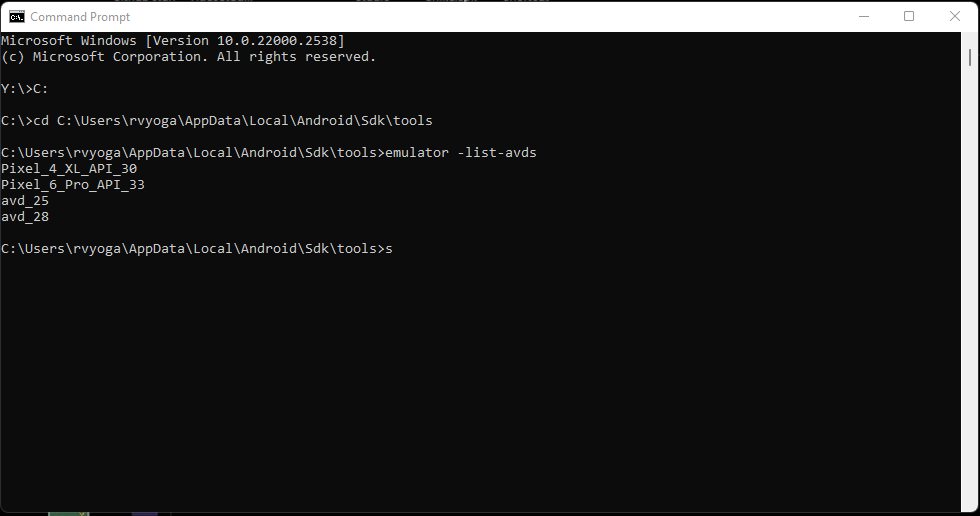 Command Prompt
Microsoft Windows [Version 10.0.22000.2538]
(c) Microsoft Corporation. All rights reserved.
Y:\>C:
C:\>cd C:\Users\rvyoga\AppData\Local\Android\Sdk\tools
C:\Users\rvyoga\AppData\Local\Android\Sdk\tools>emulator -list-avds
Pixel_4_XL_API_30
Pixel_6_Pro_API_33
avd_25
avd_28
C:\Users\rvyoga\AppData\Local\Android\Sdk\tools>s